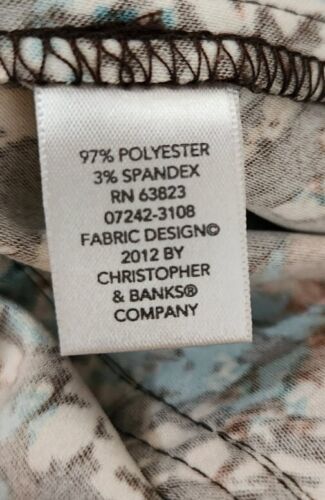 97% POLYESTER
3% SPANDEX
RN 63823
07242-3108
FABRIC DESIGN©
2012 BY
CHRISTOPHER
& BANKS®
COMPANY